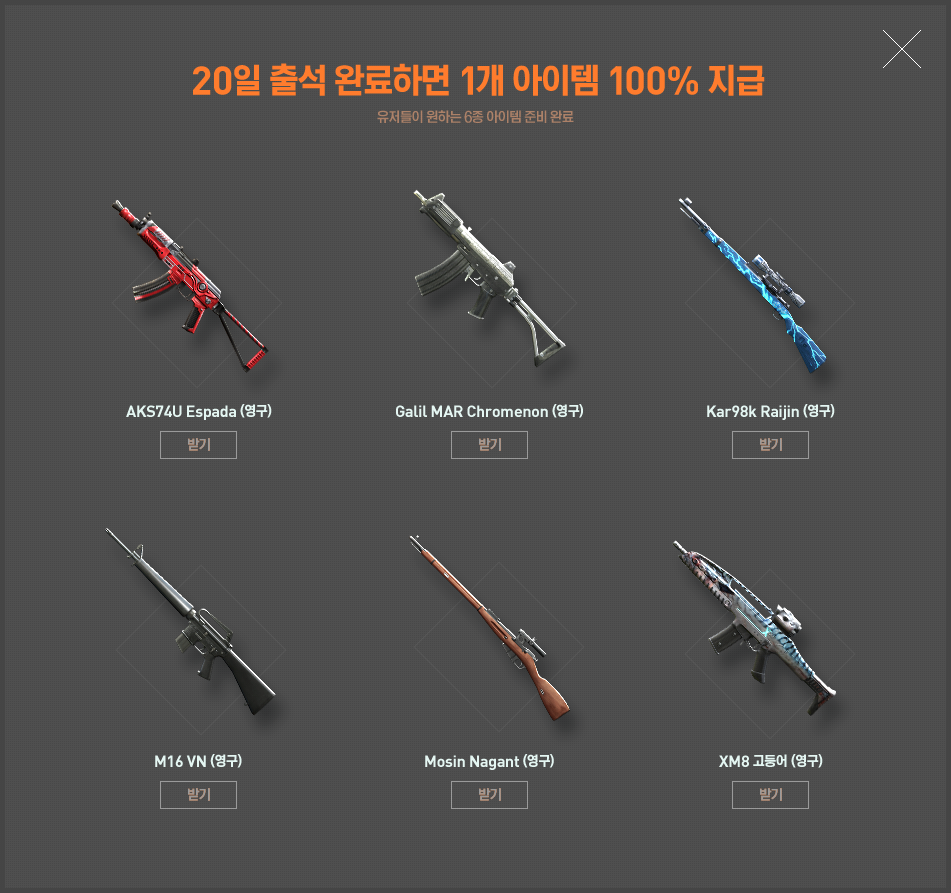 20일 출석 완료하면 1개 아이템 100% 지급
유저들이 원하는 6종 아이템 준비 완료
AKS74U Espada (영구)
Galil MAR Chromenon (영구)
Kar98k Raijin (영구)
받기
받기
받기
M16 VN (영구)
Mosin Nagant (영구)
XM8 고등어 (영구)
받기
받기
받기